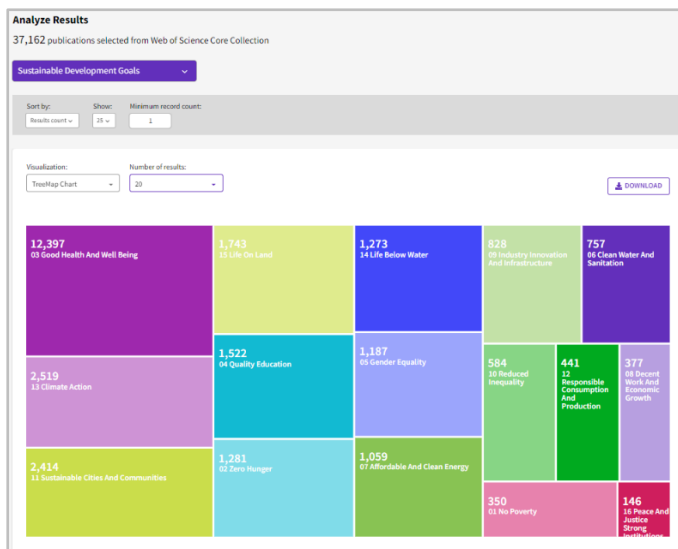 Analyze Results
37,162 publications selected from Web of Science Core Collection
Sustainable Development Goals
Sort by:
Show:
Minimum record count:
Results count
25
1
Visualization:
Number of results:
TreeMap Chart
20
DOWNLOAD
12,397
03 Good Health And Well Being
2,519
13 Climate Action
2,414
11 Sustainable Cities And Communities
1,743
15 Life On Land
1,522
04 Quality Education
1,281
02 Zero Hunger
1,273
14 Life Below Water
1,187
05 Gender Equality
1,059
07 Affordable And Clean Energy
828
09 Industry Innovation
And Infrastructure
757
06 Clean Water And
Sanitation
584
10 Reduced
Inequality
441
12
Responsible
Consumption
And
Production
377
08 Decent
Work And
Economic
Growth
350
01 No Poverty
146
16 Peace And
Justice
Strong
Institutions